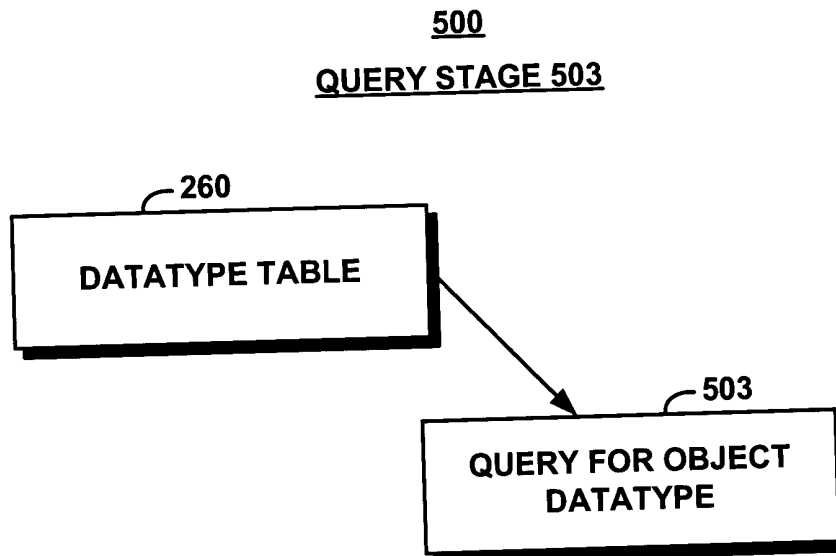 500
QUERY STAGE 503
260
DATATYPE TABLE
503
QUERY FOR OBJECT
DATATYPE